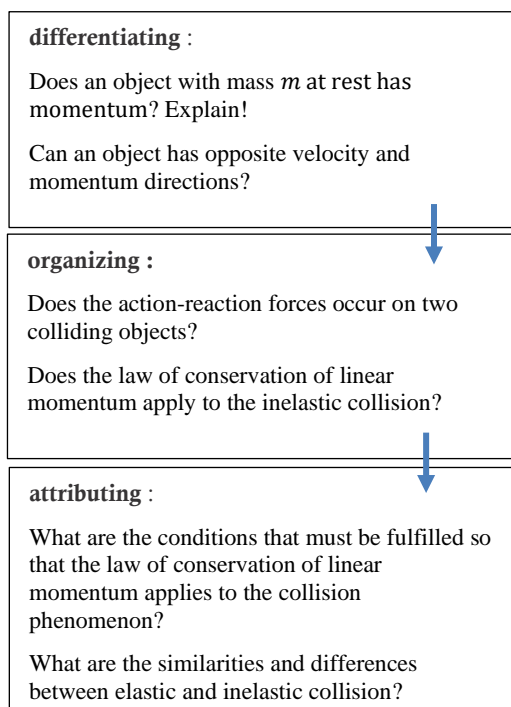 differentiating :
Does an object with mass m at rest has
momentum? Explain!
Can an object has opposite velocity and
momentum directions?
organizing :
Does the action-reaction forces occur on two
colliding objects?
Does the law of conservation of linear
momentum apply to the inelastic collision?
attributing :
What are the conditions that must be fulfilled so
that the law of conservation of linear
momentum applies to the collision
phenomenon?
What are the similarities and differences
between elastic and inelastic collision?